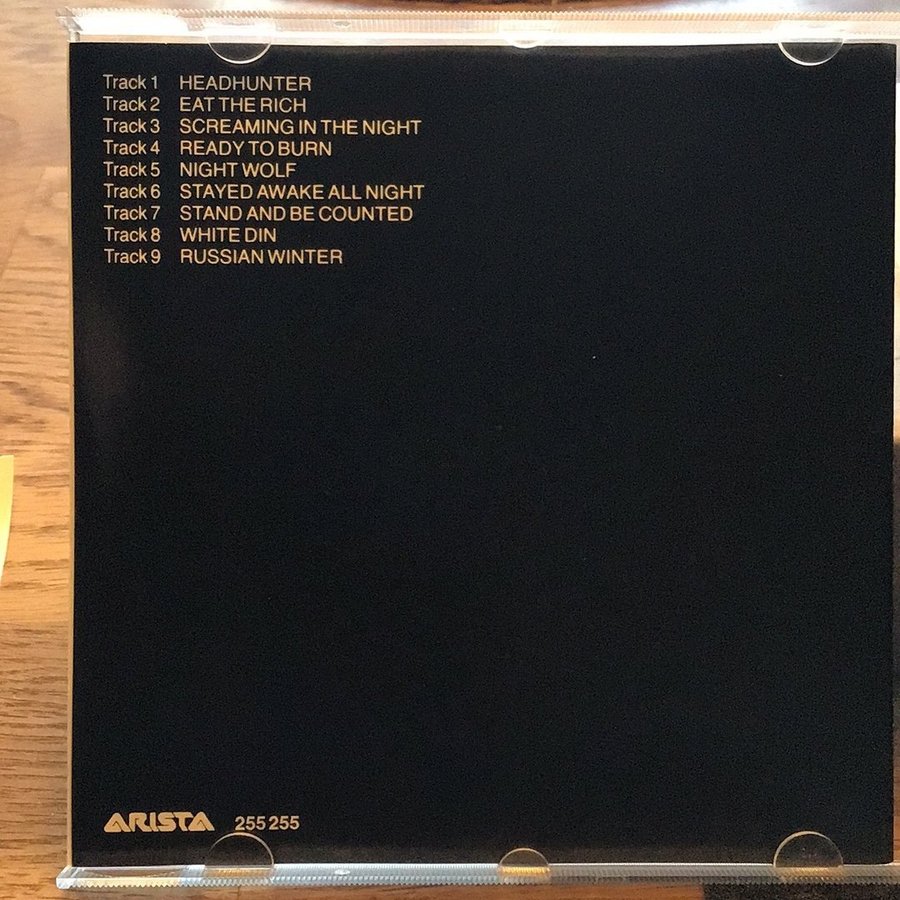 Track 1 HEADHUNTER
Track 2 EAT THE RICH
Track 3 SCREAMING IN THE NIGHT
Track 4 READY TO BURN
Track 5 NIGHT WOLF
Track 6 STAYED AWAKE ALL NIGHT
Track 7 STAND AND BE COUNTED
Track 8 WHITE DIN
Track 9 RUSSIAN WINTER
ARISTA 255 255